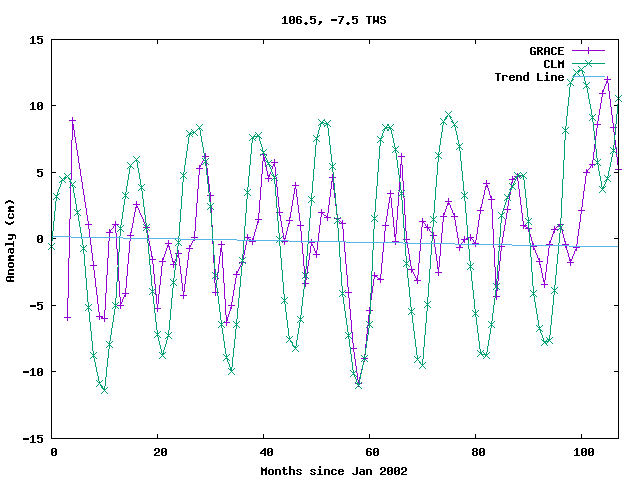 106.5, -7.5 TWS
GRACE
CLM
Trend Line
15
10
5
0
-5
-10
-15
Anomaly (cm)
0 20 40 60 80 100
Months since Jan 2002